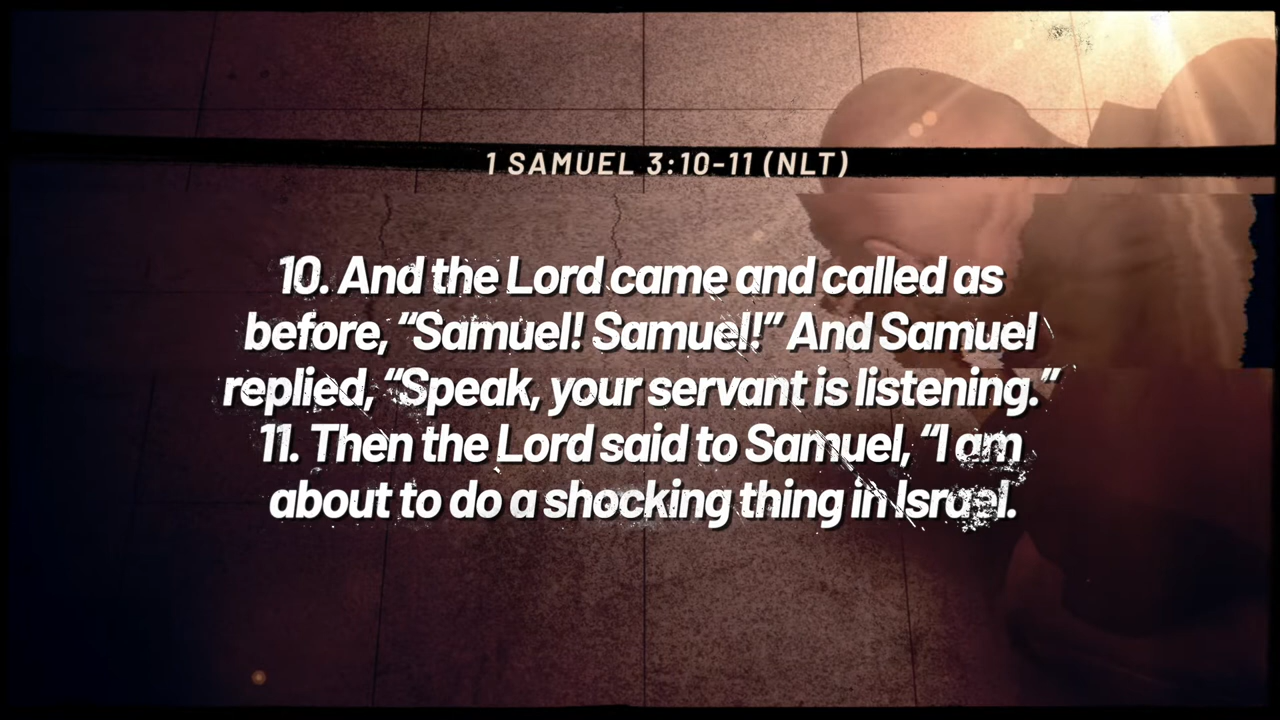 1 SAMUEL 3:10-11 (NLT)
10. And the Lord came and called as
before, “Samuel! Samuel!” And Samuel
replied, “Speak, your servant is listening.”
11. Then the Lord said to Samuel, “I am
about to do a shocking thing in Israel.